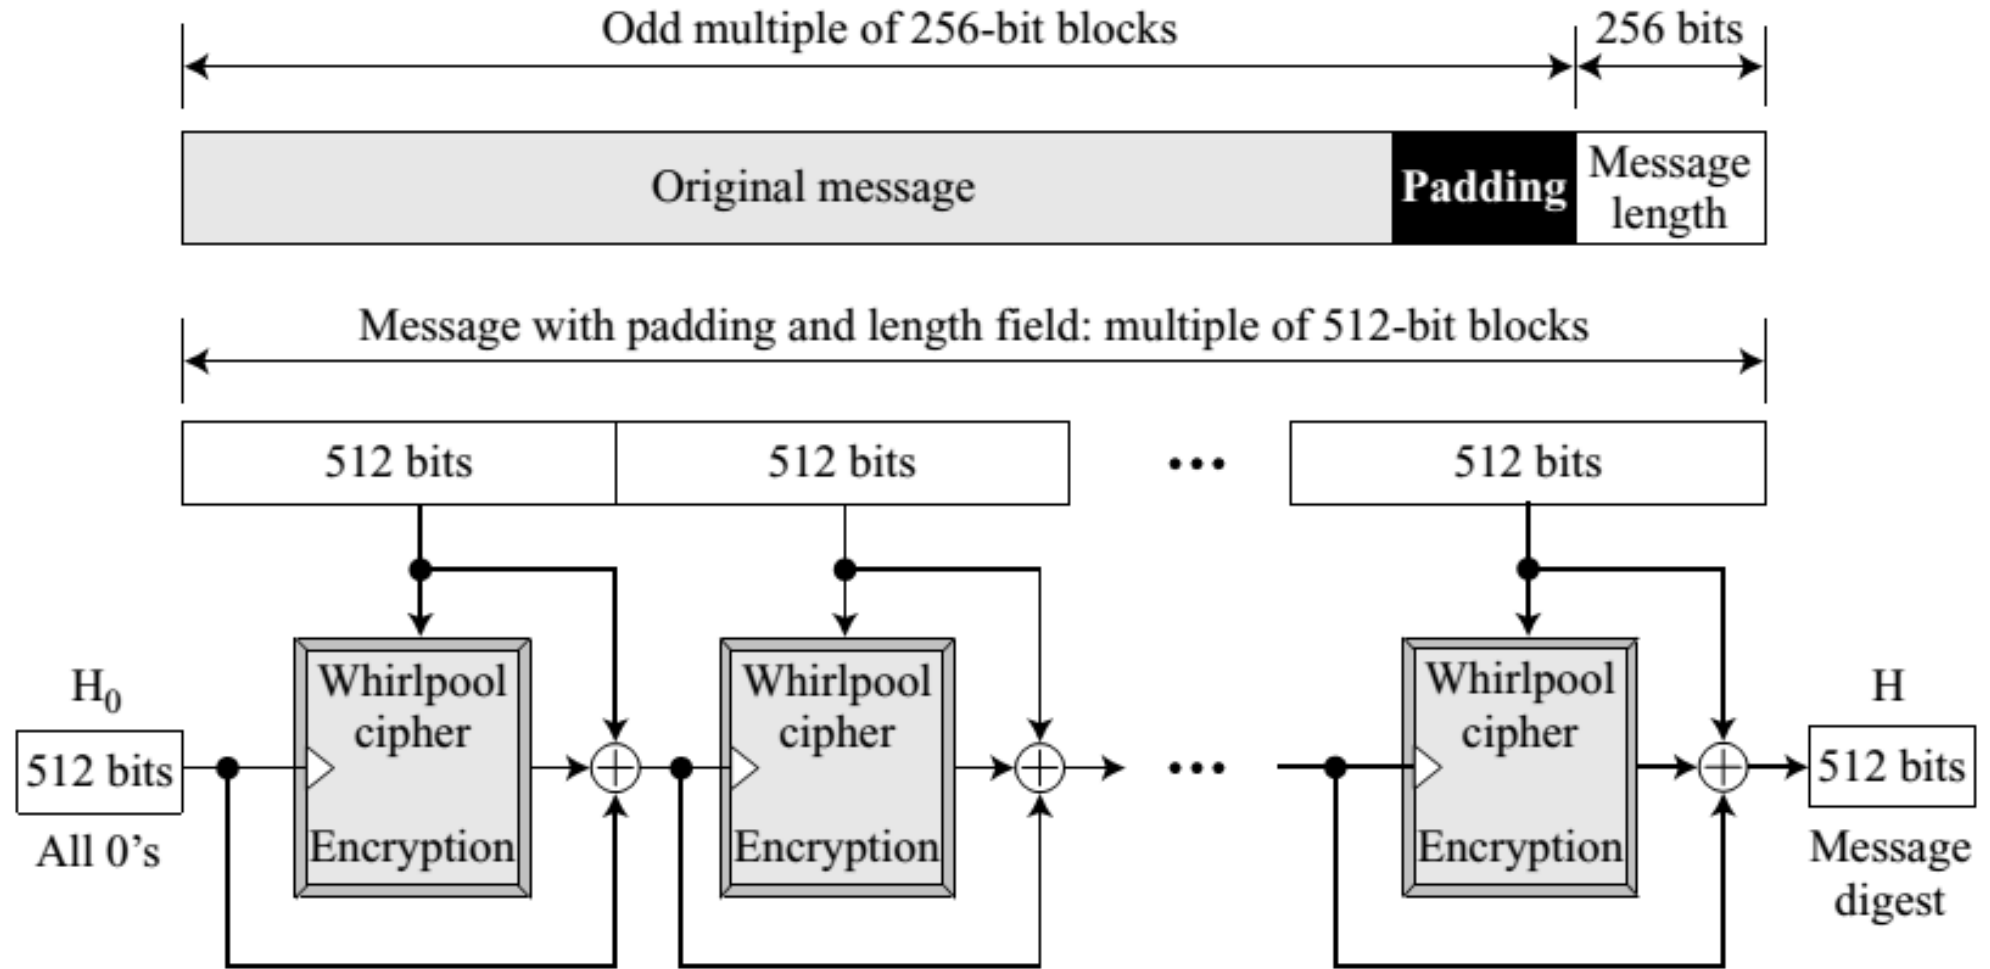 Odd multiple of 256-bit blocks
256 bits
Original message
Padding
Message
length
Message with padding and length field: multiple of 512-bit blocks
512 bits
512 bits
•••
512 bits
H₀
512 bits
All 0’s
Whirlpool
cipher
Encryption
Whirlpool
cipher
Encryption
•••
Whirlpool
cipher
Encryption
H
512 bits
Message
digest